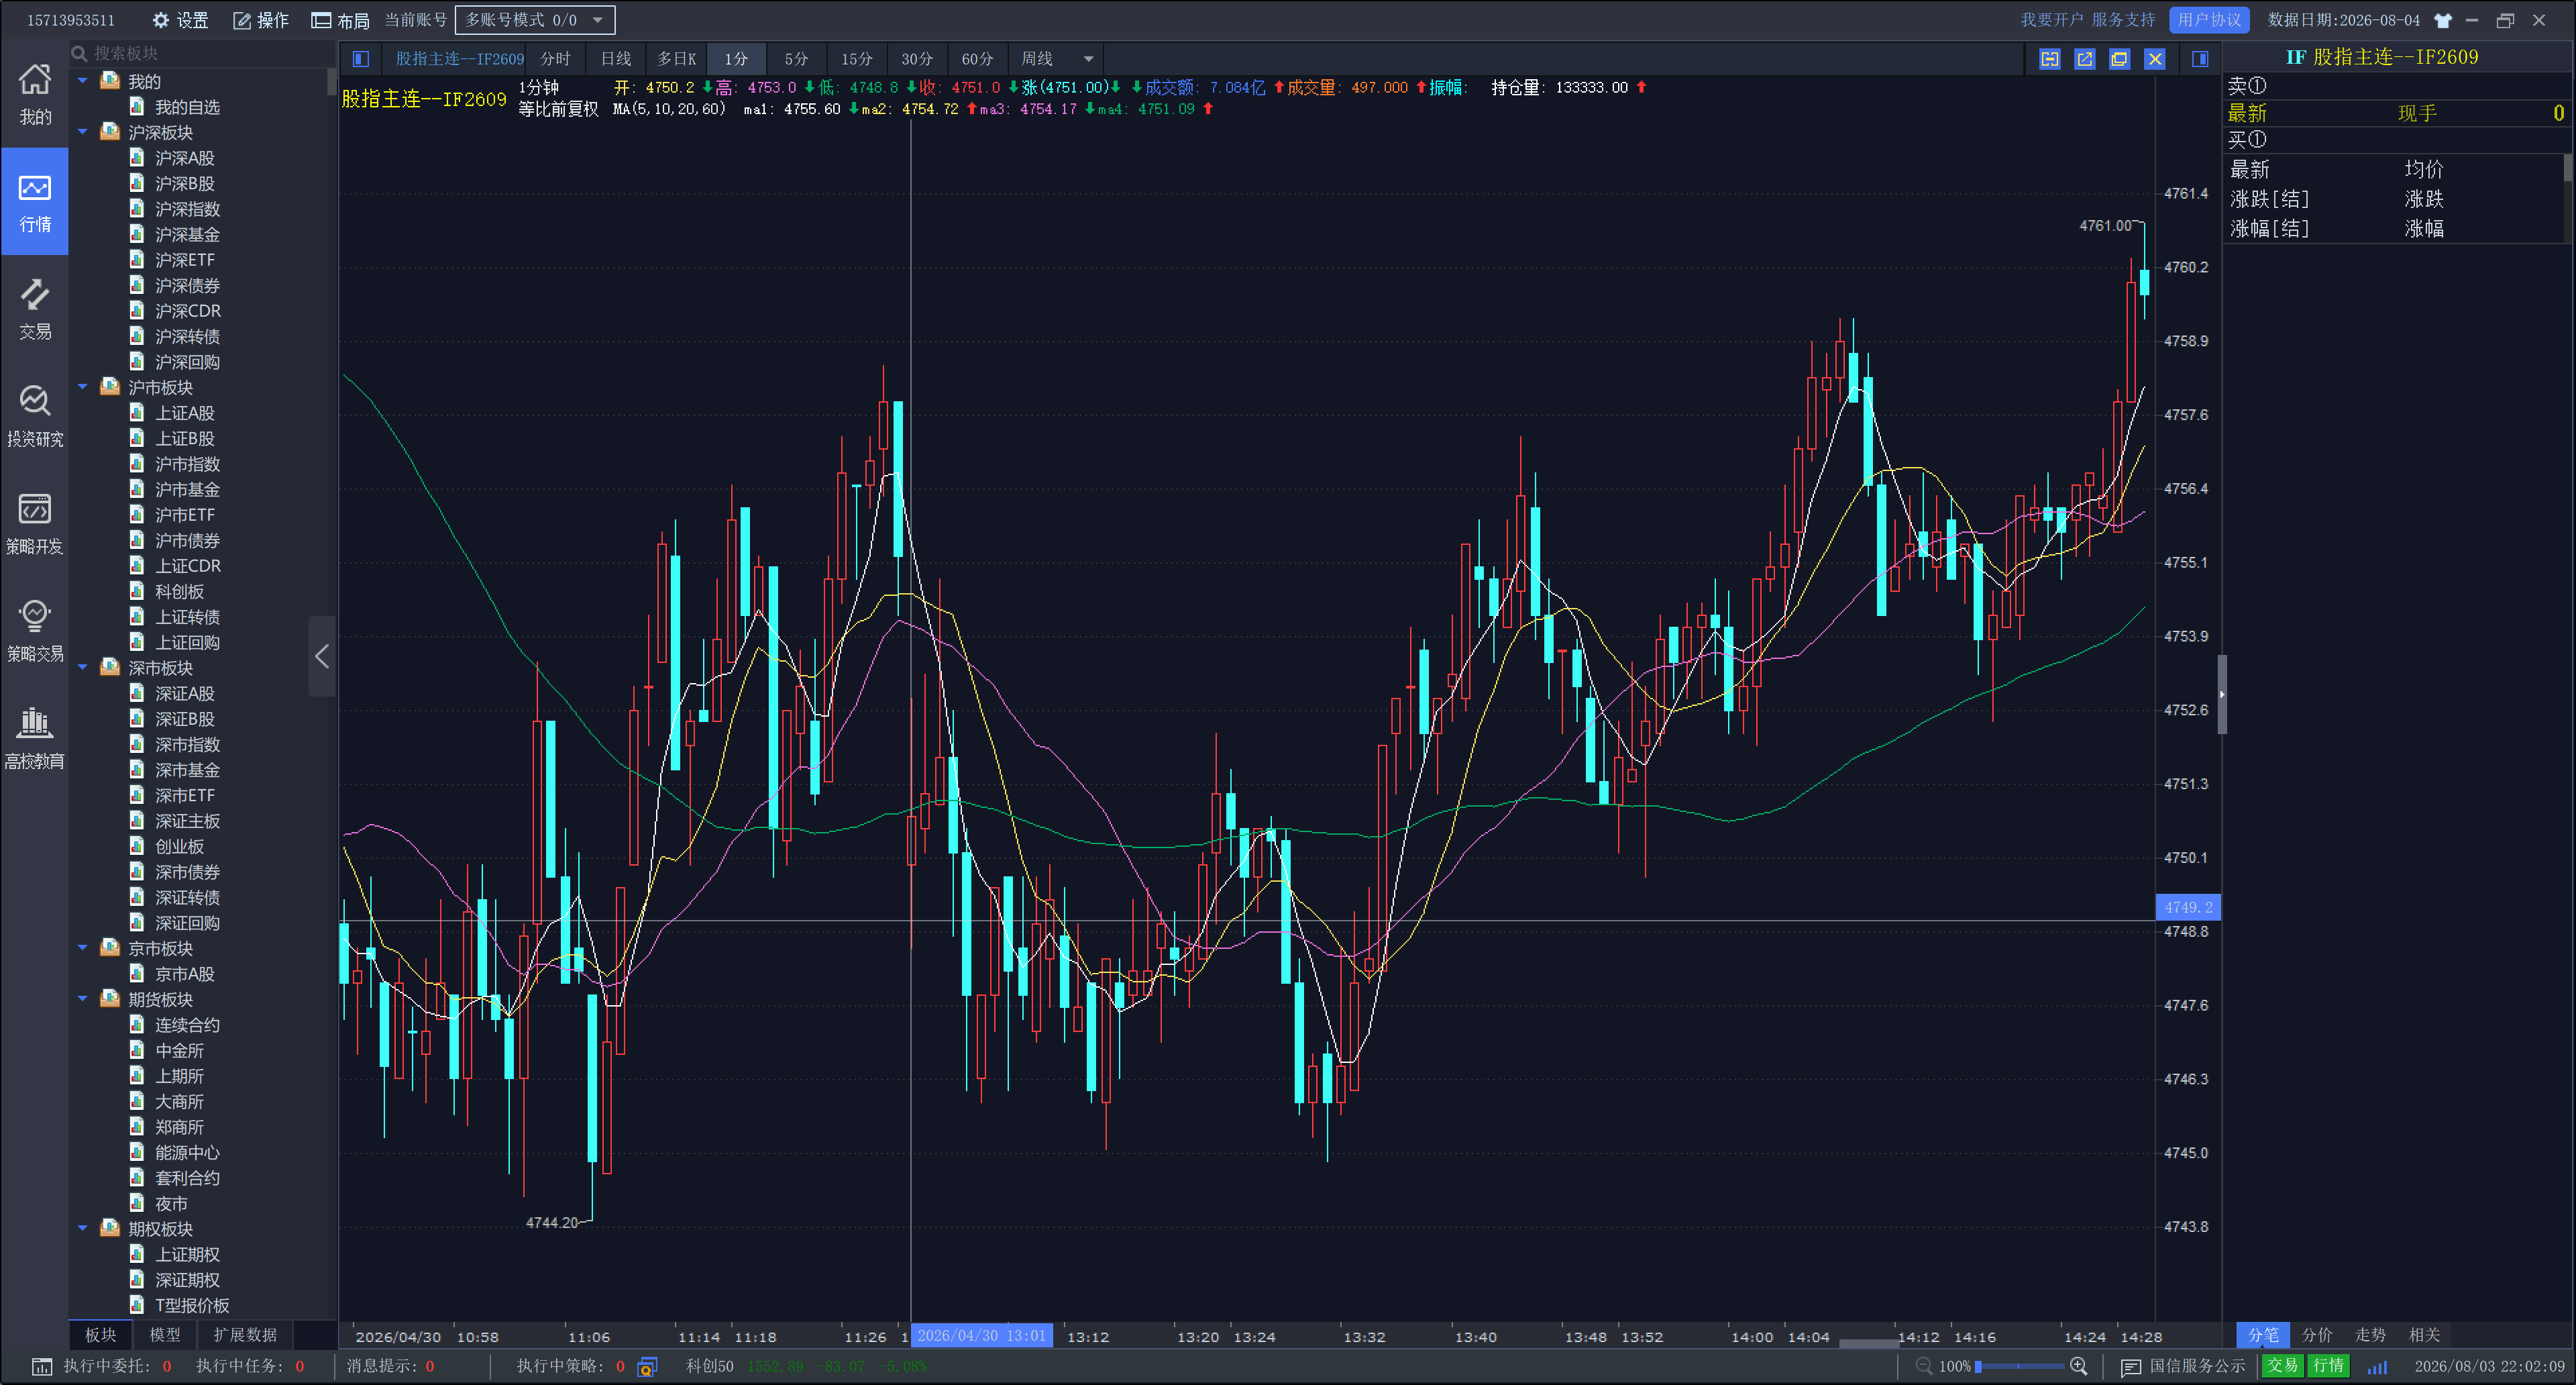 15713953511 设置 操作 布局 当前账号 多账号模式 0/0 我要开户 服务支持 用户协议 数据日期:2026-08-04
搜索板块
股指主连--IF2609 分时 日线 多日K 1分 5分 15分 30分 60分 周线
IF 股指主连--IF2609
股指主连--IF2609
1分钟 开: 4750.2 高: 4753.0 低: 4748.8 收: 4751.0 涨(4751.00) 成交额: 7.084亿 成交量: 497.000 振幅: 持仓量: 133333.00
等比前复权 MA(5,10,20,60) ma1: 4755.60 ma2: 4754.72 ma3: 4754.17 ma4: 4751.09
我的
行情
交易
投资研究
策略开发
策略交易
高校教育
我的
我的自选
沪深板块
沪深A股
沪深B股
沪深指数
沪深基金
沪深ETF
沪深债券
沪深CDR
沪深转债
沪深回购
沪市板块
上证A股
上证B股
沪市指数
沪市基金
沪市ETF
沪市债券
上证CDR
科创板
上证转债
上证回购
深市板块
深证A股
深证B股
深市指数
深市基金
深市ETF
深证主板
创业板
深市债券
深证转债
深证回购
京市板块
京市A股
期货板块
连续合约
中金所
上期所
大商所
郑商所
能源中心
套利合约
夜市
期权板块
上证期权
深证期权
T型报价板
板块 模型 扩展数据
4761.00
4744.20
4761.4
4760.2
4758.9
4757.6
4756.4
4755.1
4753.9
4752.6
4751.3
4750.1
4749.2
4748.8
4747.6
4746.3
4745.0
4743.8
2026/04/30 10:58 11:06 11:14 11:18 11:26 1 2026/04/30 13:01 13:12 13:20 13:24 13:32 13:40 13:48 13:52 14:00 14:04 14:12 14:16 14:24 14:28
卖①
最新 现手 0
买①
最新 均价
涨跌[结] 涨跌
涨幅[结] 涨幅
分笔 分价 走势 相关
执行中委托: 0 执行中任务: 0 消息提示: 0 执行中策略: 0 科创50 1552.89 -83.07 -5.08% 100% 国信服务公示 交易 行情 2026/08/03 22:02:09